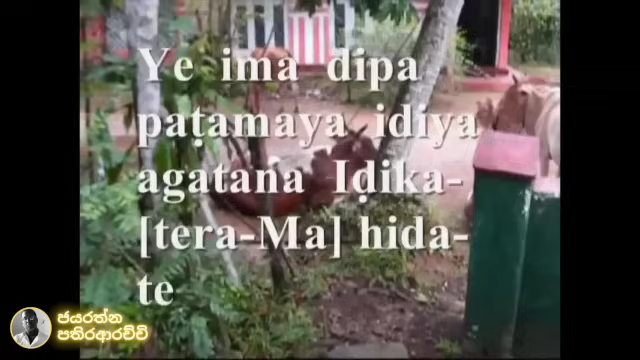 Ye ima dipa
paṭamaya idiya
agatana Iḍika-
[tera-Ma] hida-
te
ජයරත්න
පතිරආරච්චි